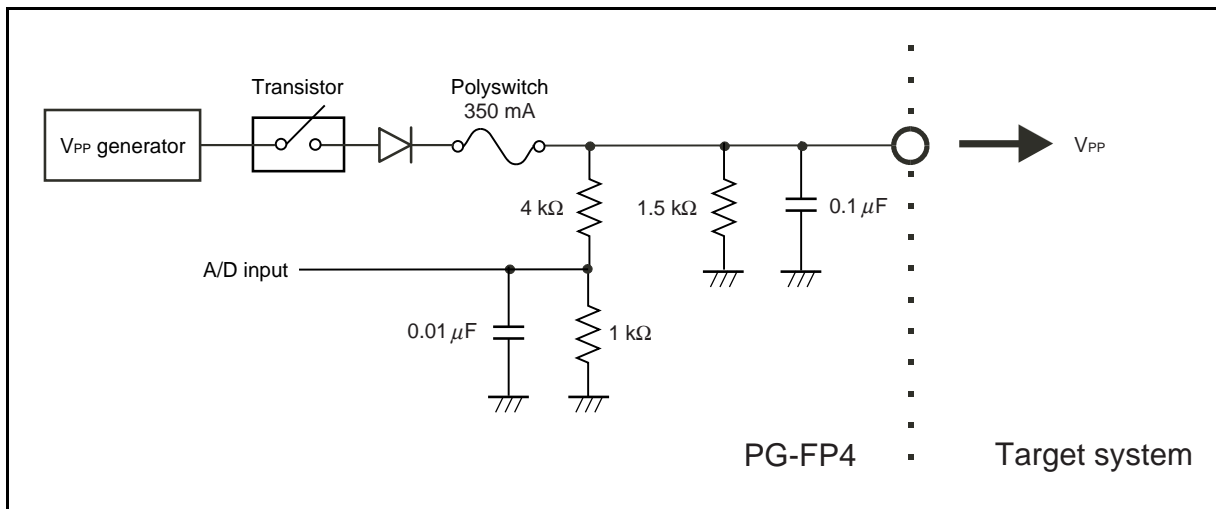 Transistor
Polyswitch
350 mA
VPP generator
VPP
4 kΩ
1.5 kΩ
0.1 μF
A/D input
0.01 μF
1 kΩ
PG-FP4
Target system